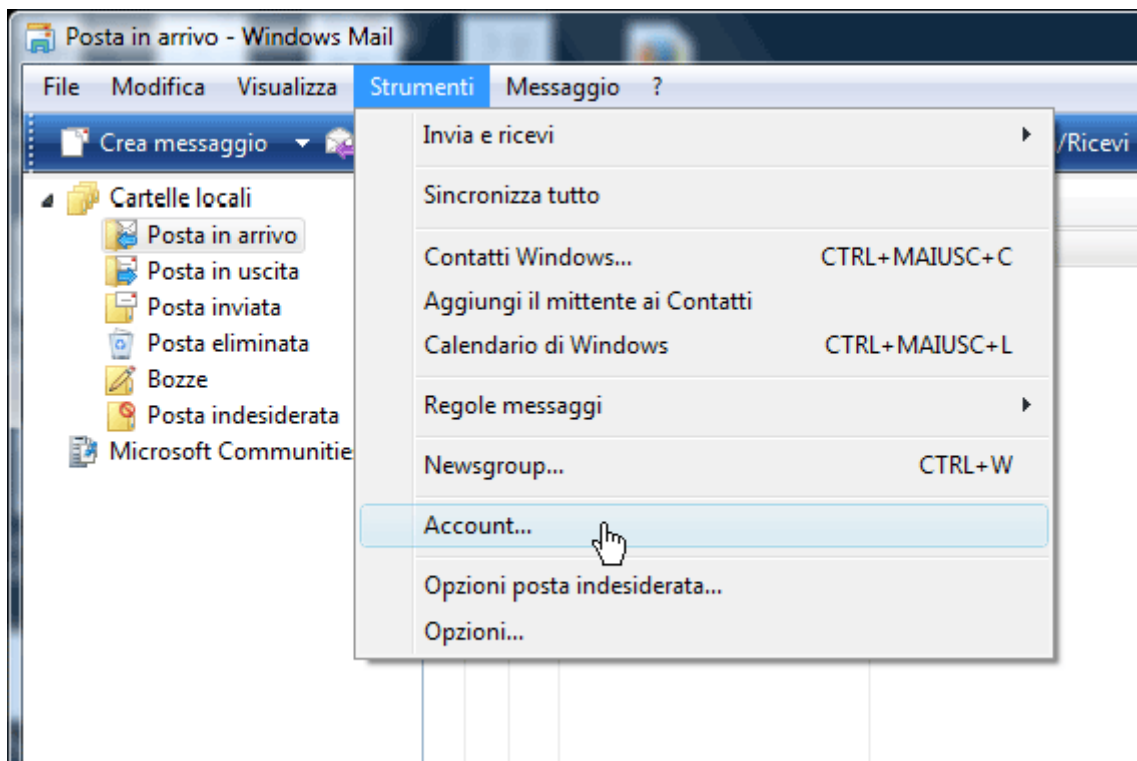 Posta in arrivo - Windows Mail
File Modifica Visualizza Strumenti Messaggio ?
Crea messaggio /Ricevi
Cartelle locali
Posta in arrivo
Posta in uscita
Posta inviata
Posta eliminata
Bozze
Posta indesiderata
Microsoft Communitie
Invia e ricevi
Sincronizza tutto
Contatti Windows... CTRL+MAIUSC+C
Aggiungi il mittente ai Contatti
Calendario di Windows CTRL+MAIUSC+L
Regole messaggi
Newsgroup... CTRL+W
Account...
Opzioni posta indesiderata...
Opzioni...